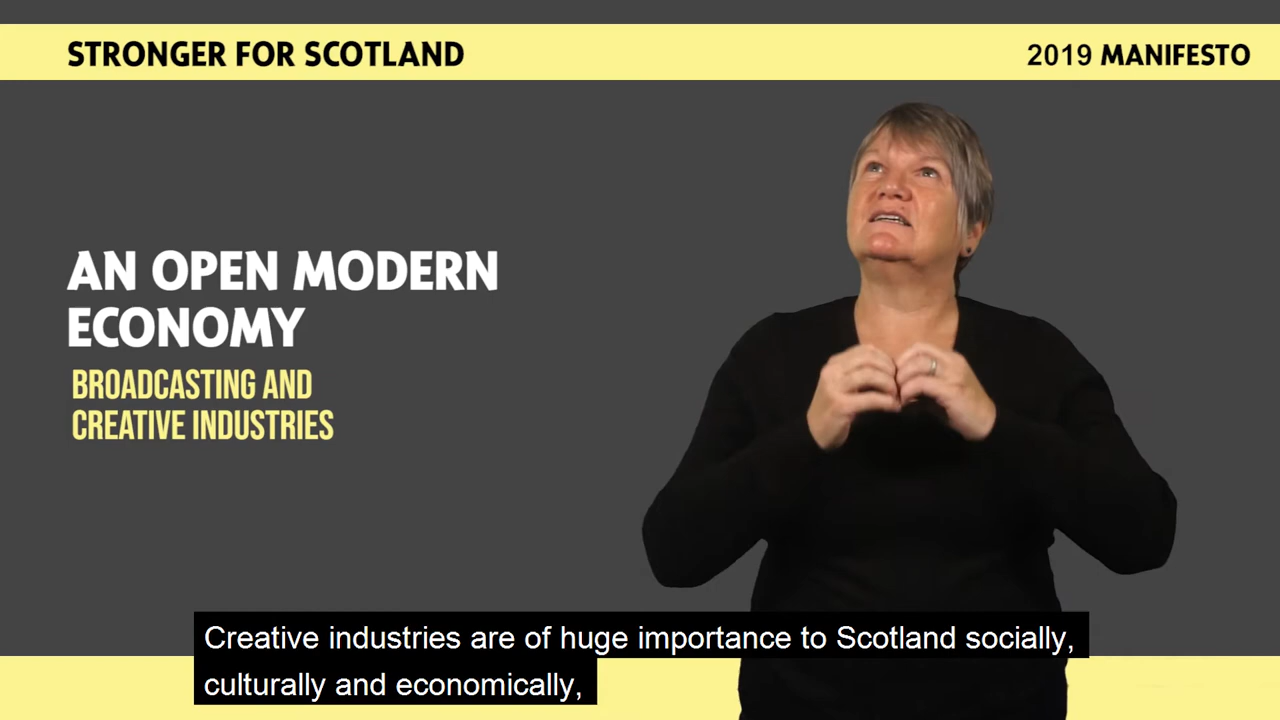 STRONGER FOR SCOTLAND
2019 MANIFESTO
AN OPEN MODERN
ECONOMY
BROADCASTING AND
CREATIVE INDUSTRIES
Creative industries are of huge importance to Scotland socially,
culturally and economically,